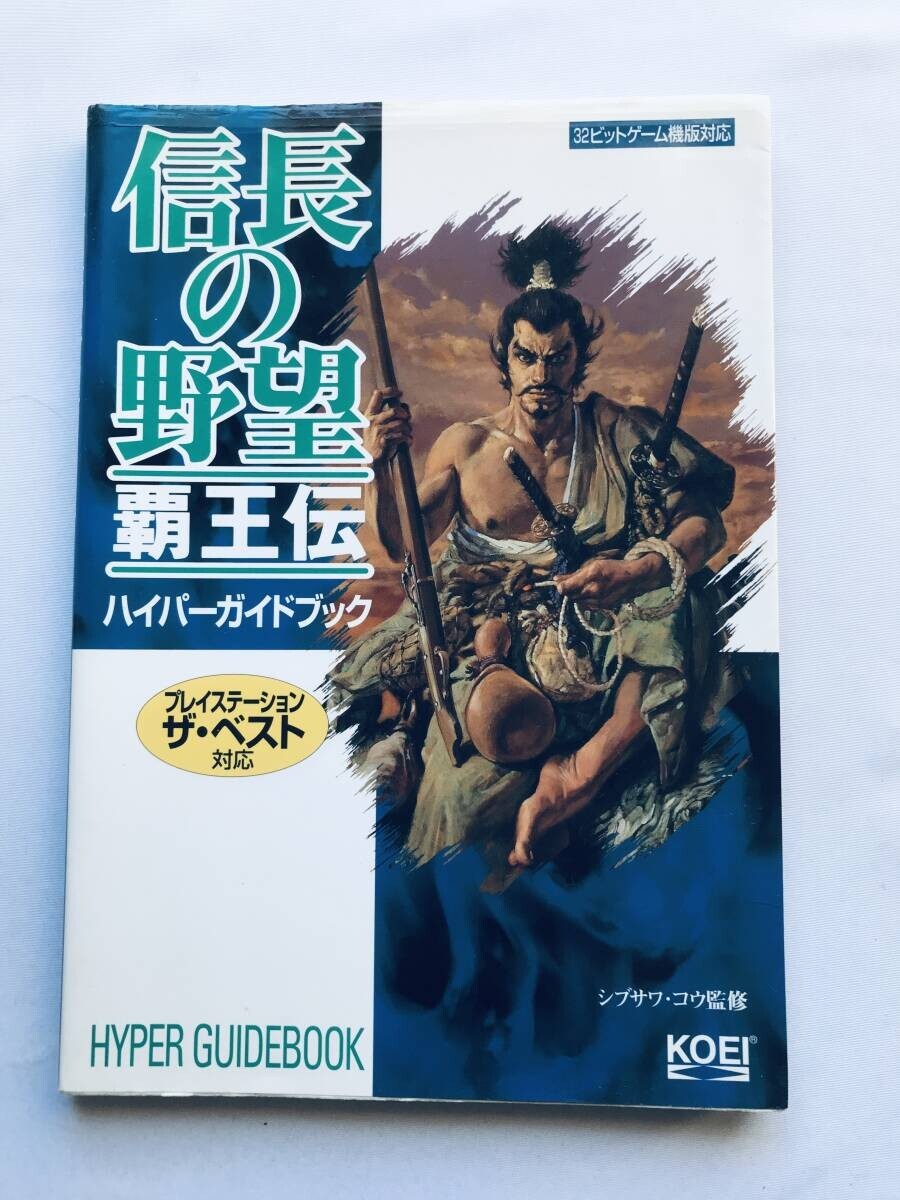 32ビットゲーム機版対応
信長
の
野望
覇王伝
ハイパーガイドブック
プレイステーション
ザ・ベスト
対応
シブサワ・コウ監修
HYPER GUIDEBOOK
KOEI®